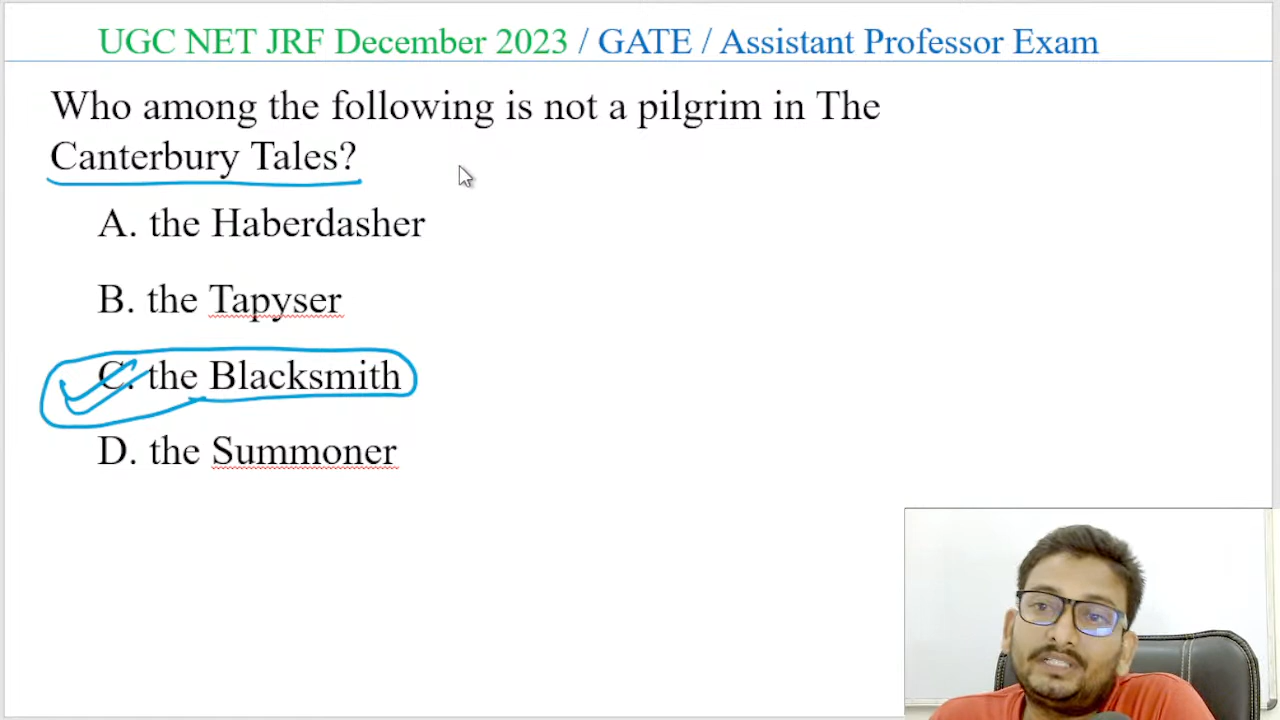 UGC NET JRF December 2023 / GATE / Assistant Professor Exam
Who among the following is not a pilgrim in The
Canterbury Tales?
A. the Haberdasher
B. the Tapyser
C. the Blacksmith
D. the Summoner